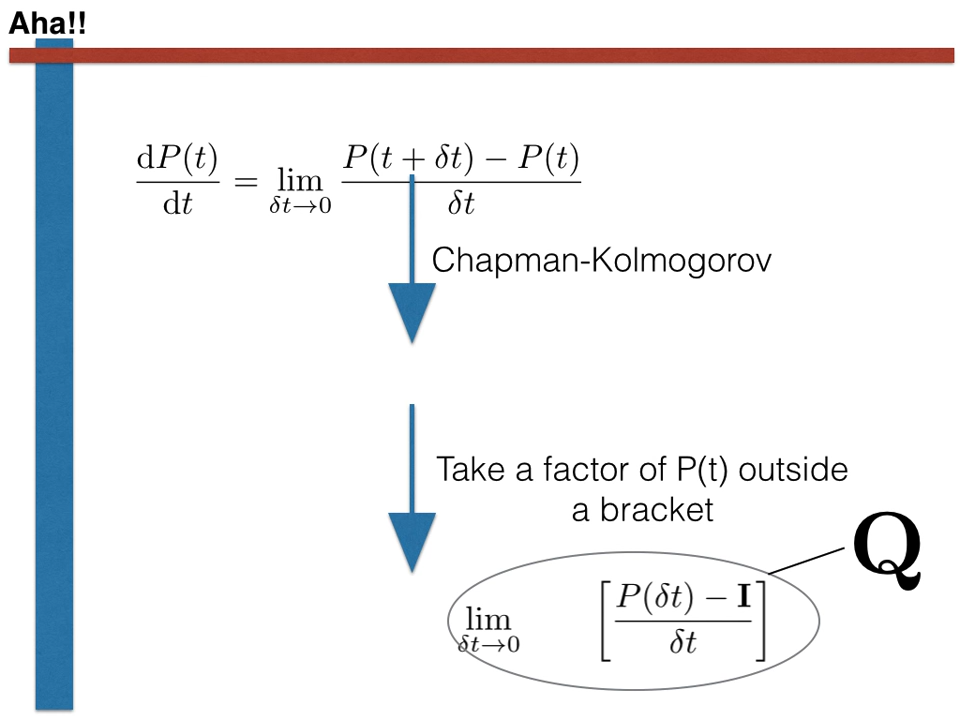 Aha!!
dP(t)/dt = lim δt→0 P(t + δt) − P(t)/δt
Chapman-Kolmogorov
Take a factor of P(t) outside
a bracket
Q
lim δt→0 [P(δt) − I/δt]